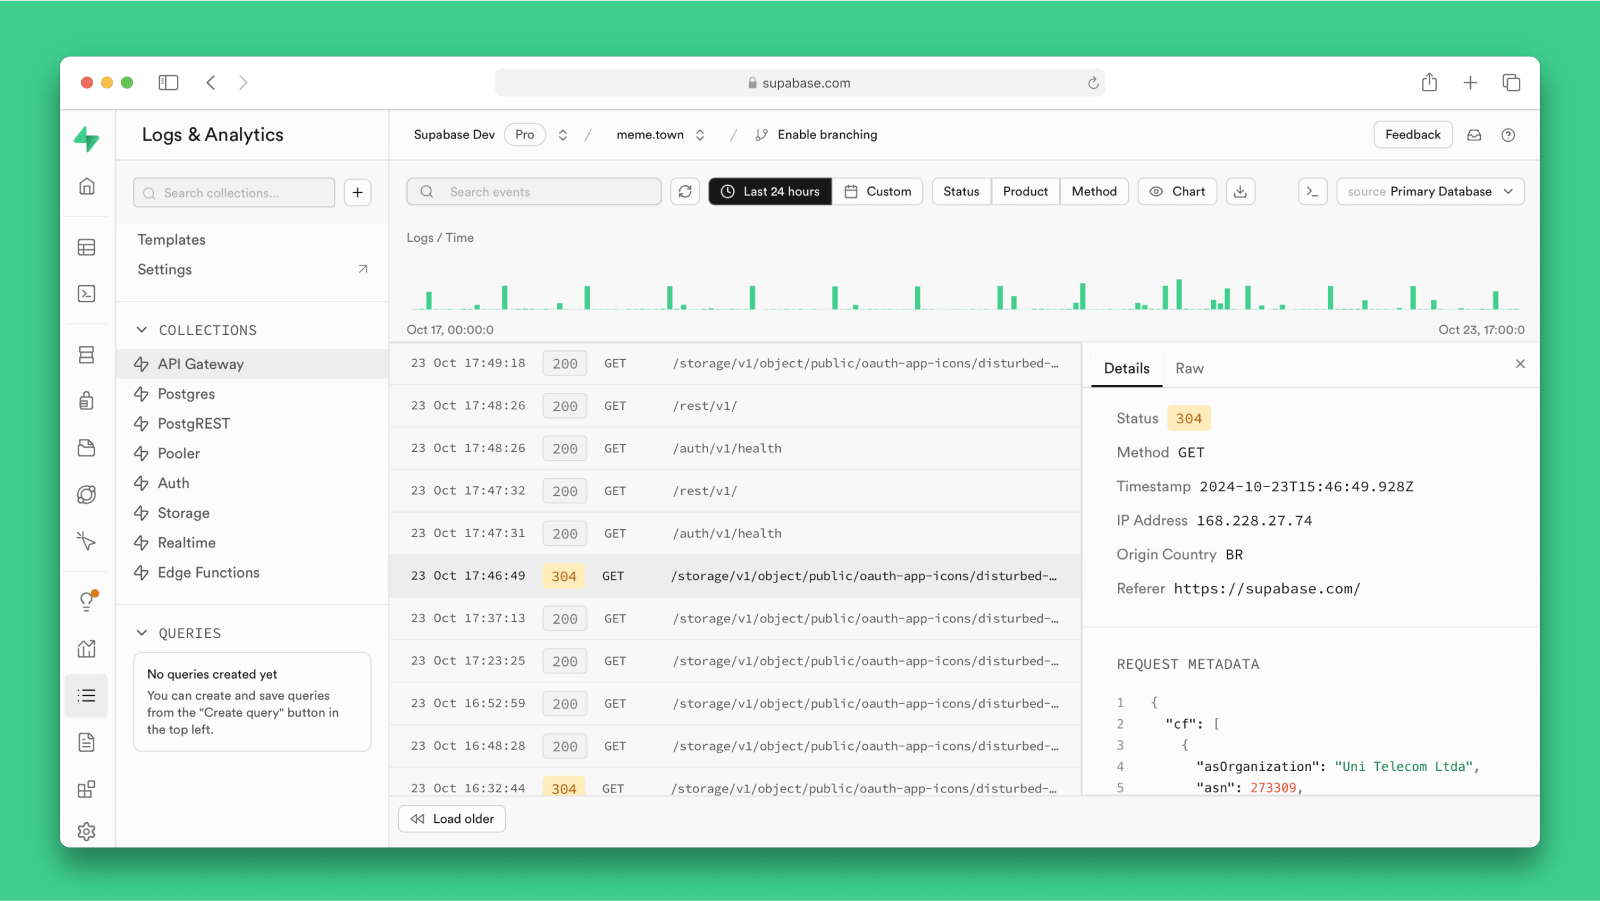 supabase.com
Logs & Analytics
Supabase Dev Pro / meme.town / Enable branching
Feedback
Search collections...
+
Templates
Settings
COLLECTIONS
API Gateway
Postgres
PostgREST
Pooler
Auth
Storage
Realtime
Edge Functions
QUERIES
No queries created yet
You can create and save queries
from the "Create query" button in
the top left.
Search events
Last 24 hours Custom Status Product Method Chart
source Primary Database
Logs / Time
Oct 17, 00:00:0 Oct 23, 17:00:0
23 Oct 17:49:18 200 GET /storage/v1/object/public/oauth-app-icons/disturbed-…
23 Oct 17:48:26 200 GET /rest/v1/
23 Oct 17:48:26 200 GET /auth/v1/health
23 Oct 17:47:32 200 GET /rest/v1/
23 Oct 17:47:31 200 GET /auth/v1/health
23 Oct 17:46:49 304 GET /storage/v1/object/public/oauth-app-icons/disturbed-…
23 Oct 17:37:13 200 GET /storage/v1/object/public/oauth-app-icons/disturbed-…
23 Oct 17:23:25 200 GET /storage/v1/object/public/oauth-app-icons/disturbed-…
23 Oct 16:52:59 200 GET /storage/v1/object/public/oauth-app-icons/disturbed-…
23 Oct 16:48:28 200 GET /storage/v1/object/public/oauth-app-icons/disturbed-…
23 Oct 16:32:44 304 GET /storage/v1/object/public/oauth-app-icons/disturbed-…
Load older
Details Raw
Status 304
Method GET
Timestamp 2024-10-23T15:46:49.928Z
IP Address 168.228.27.74
Origin Country BR
Referer https://supabase.com/
REQUEST METADATA
1 {
2 "cf": [
3 {
4 "asOrganization": "Uni Telecom Ltda",
5 "asn": 273309,